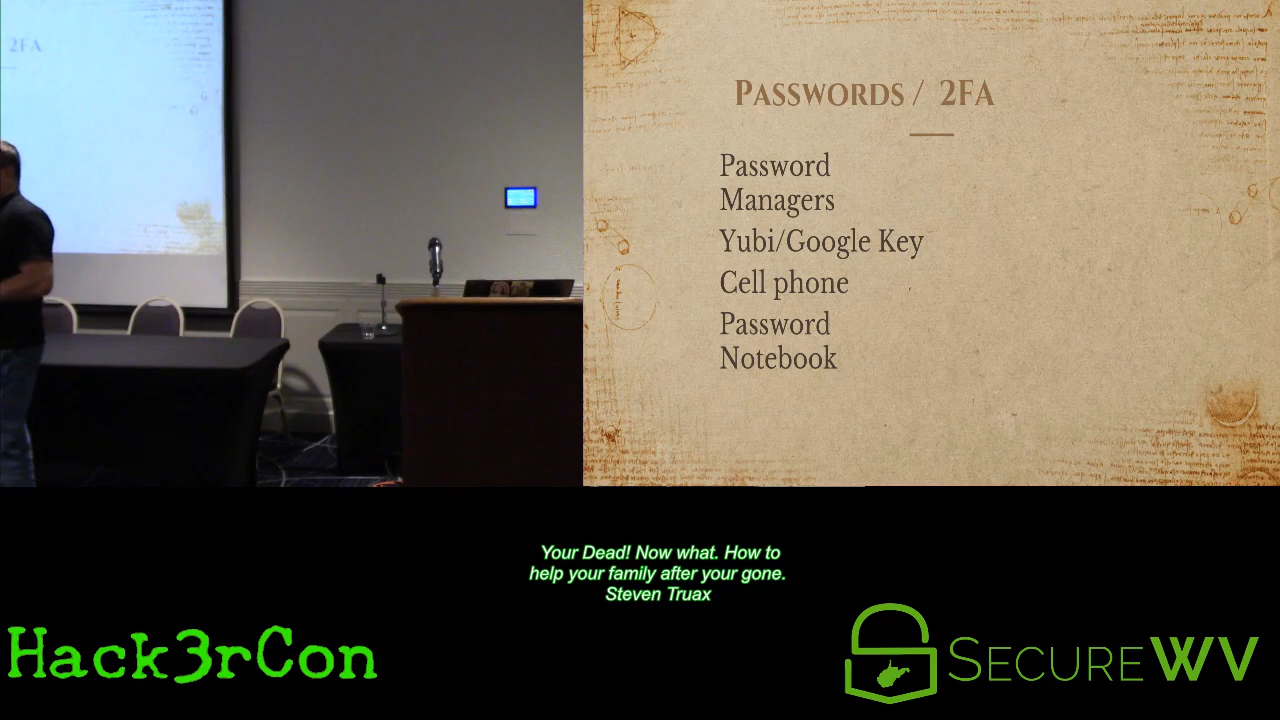 2FA
PASSWORDS / 2FA
Password
Managers
Yubi/Google Key
Cell phone
Password
Notebook
Your Dead! Now what. How to
help your family after your gone.
Steven Truax
Hack3rCon
SECUREWV